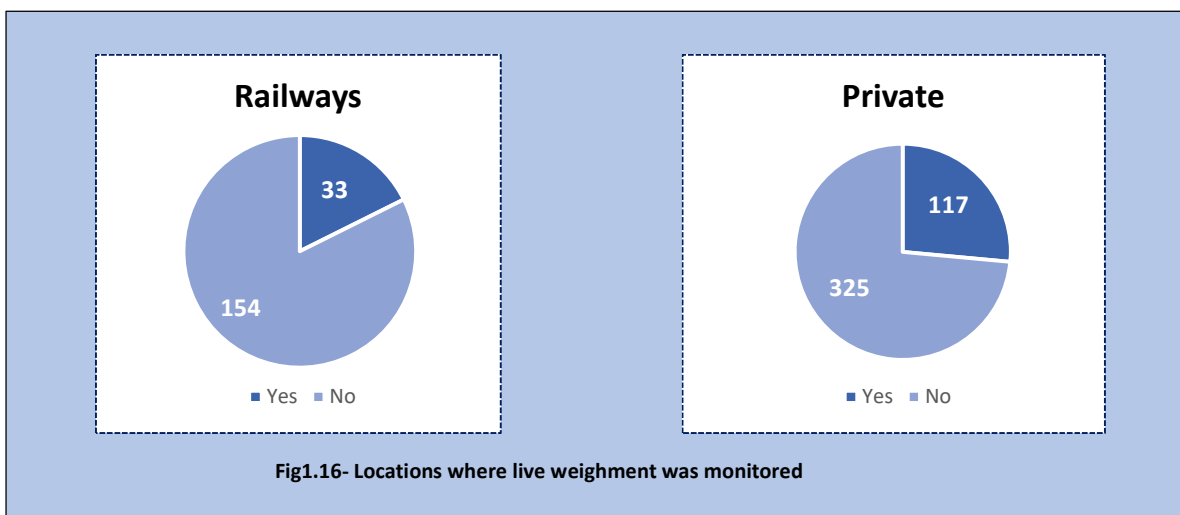 Railways
33
154
Yes No
Private
117
325
Yes No
Fig1.16- Locations where live weighment was monitored